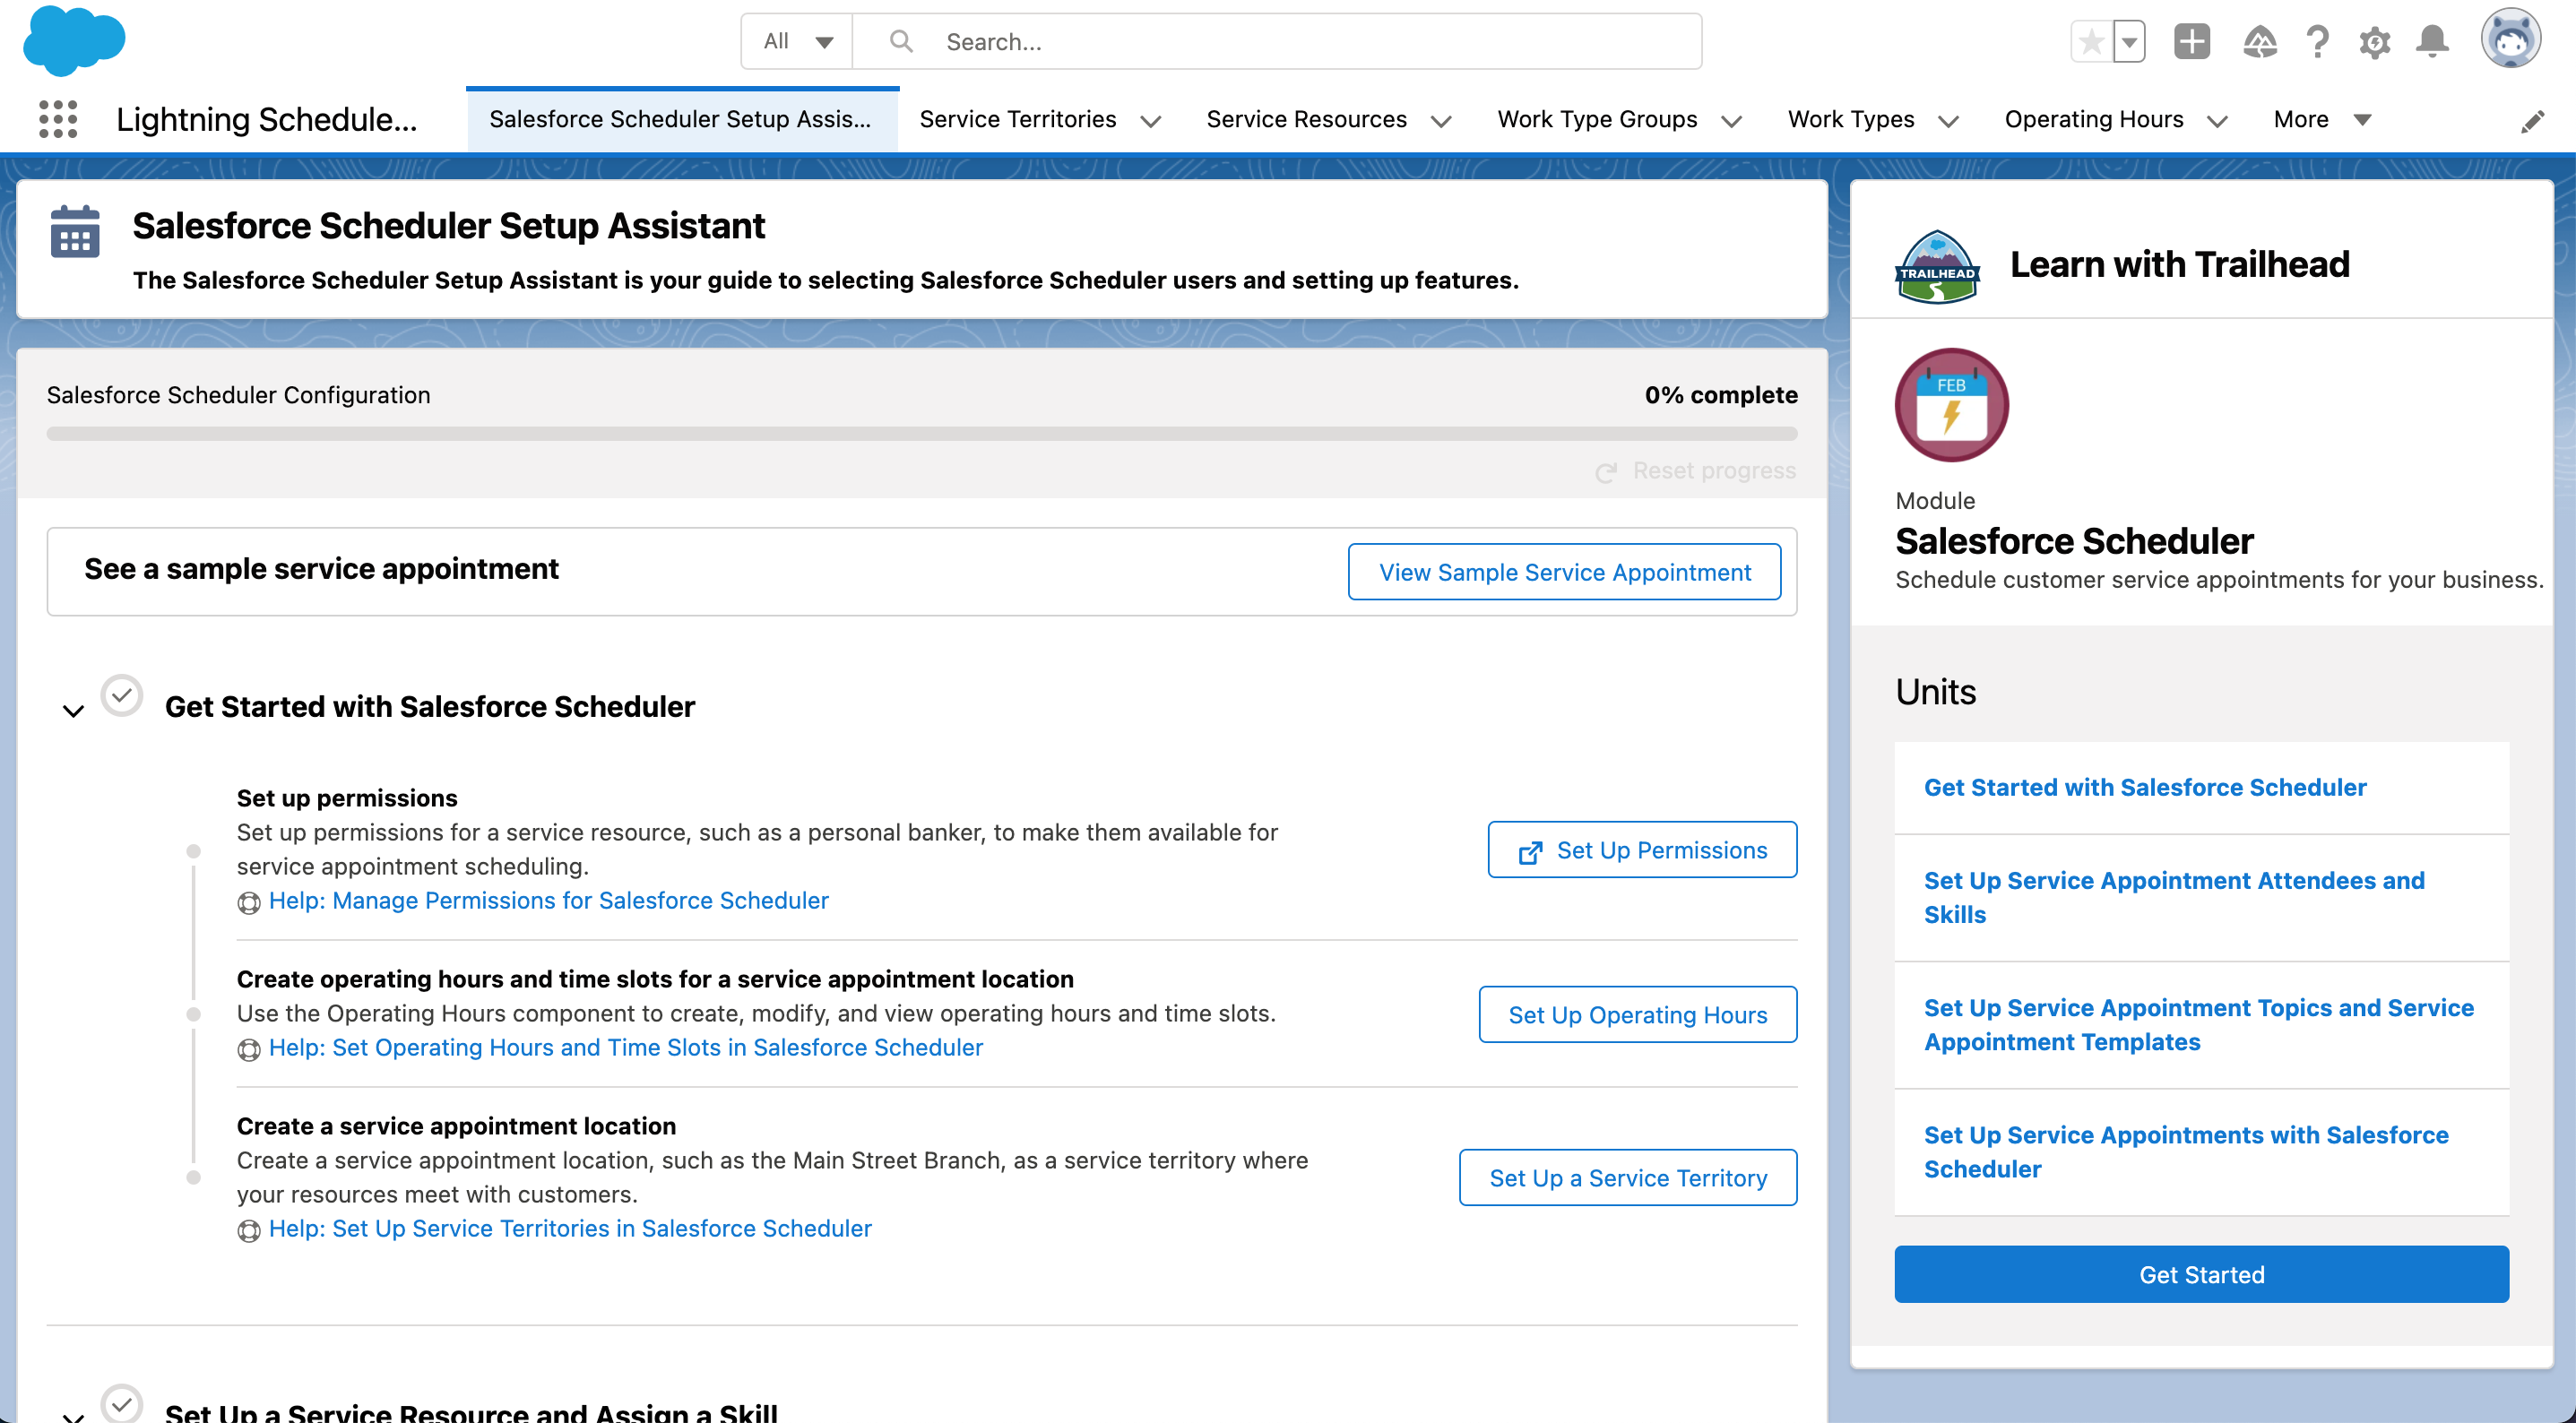 All
Search...
Lightning Schedule...
Salesforce Scheduler Setup Assis...
Service Territories
Service Resources
Work Type Groups
Work Types
Operating Hours
More
Salesforce Scheduler Setup Assistant
The Salesforce Scheduler Setup Assistant is your guide to selecting Salesforce Scheduler users and setting up features.
Salesforce Scheduler Configuration
0% complete
Reset progress
See a sample service appointment
View Sample Service Appointment
Get Started with Salesforce Scheduler
Set up permissions
Set up permissions for a service resource, such as a personal banker, to make them available for
service appointment scheduling.
Help: Manage Permissions for Salesforce Scheduler
Set Up Permissions
Create operating hours and time slots for a service appointment location
Use the Operating Hours component to create, modify, and view operating hours and time slots.
Help: Set Operating Hours and Time Slots in Salesforce Scheduler
Set Up Operating Hours
Create a service appointment location
Create a service appointment location, such as the Main Street Branch, as a service territory where
your resources meet with customers.
Help: Set Up Service Territories in Salesforce Scheduler
Set Up a Service Territory
Set Up a Service Resource and Assign a Skill
TRAILHEAD
Learn with Trailhead
FEB
Module
Salesforce Scheduler
Schedule customer service appointments for your business.
Units
Get Started with Salesforce Scheduler
Set Up Service Appointment Attendees and
Skills
Set Up Service Appointment Topics and Service
Appointment Templates
Set Up Service Appointments with Salesforce
Scheduler
Get Started